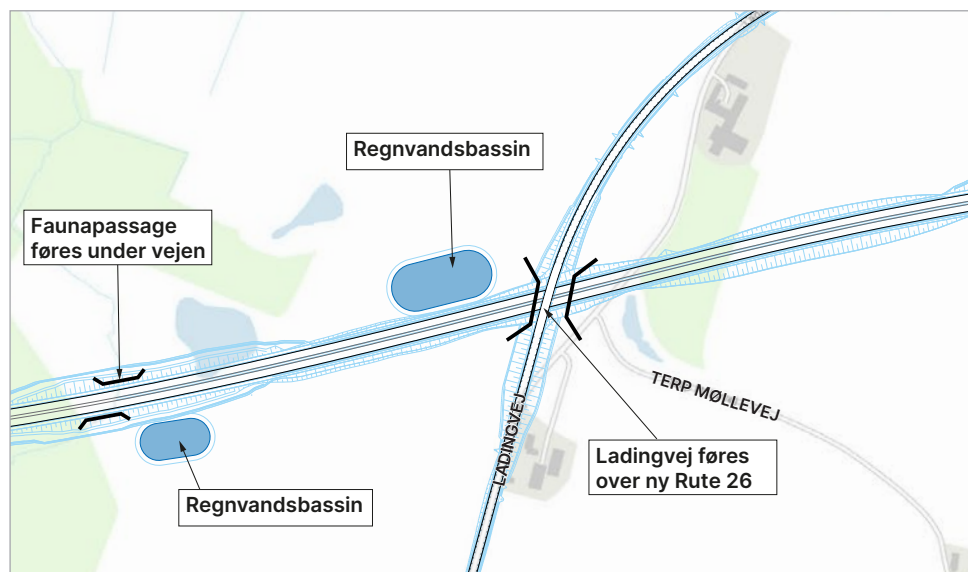 Regnvandsbassin
Faunapassage
føres under vejen
TERP MØLLEVEJ
LADINGVEJ
Ladingvej føres
over ny Rute 26
Regnvandsbassin